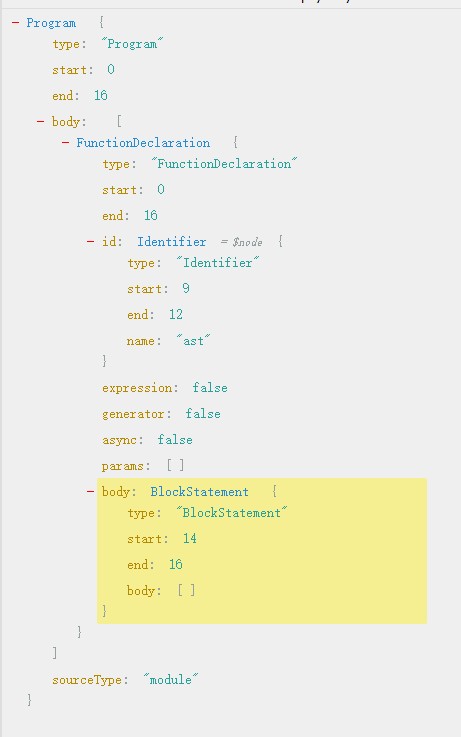 − Program {
type: "Program"
start: 0
end: 16
− body: [
− FunctionDeclaration {
type: "FunctionDeclaration"
start: 0
end: 16
− id: Identifier = $node {
type: "Identifier"
start: 9
end: 12
name: "ast"
}
expression: false
generator: false
async: false
params: [ ]
− body: BlockStatement {
type: "BlockStatement"
start: 14
end: 16
body: [ ]
}
}
]
sourceType: "module"
}